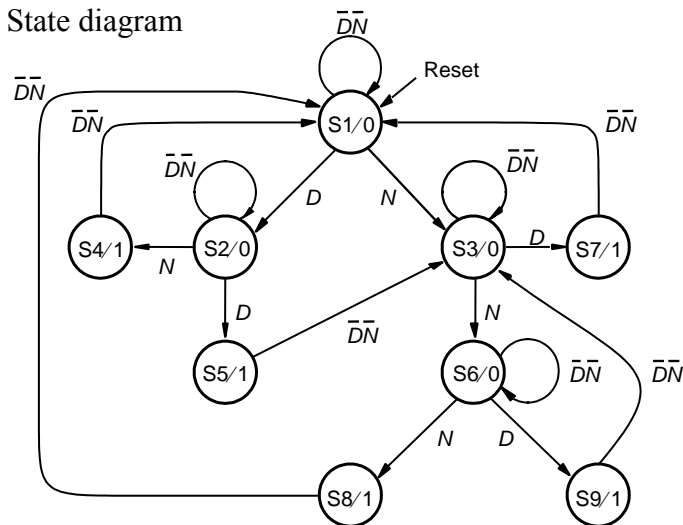 State diagram
D̅N̅
D̅N̅
Reset
D̅N̅
S1/0
D̅N̅
D̅N̅
D̅N̅
D
N
S4/1
S2/0
S3/0
D
S7/1
N
D
N
D̅N̅
S5/1
S6/0
D̅N̅
D̅N̅
N
D
S8/1
S9/1